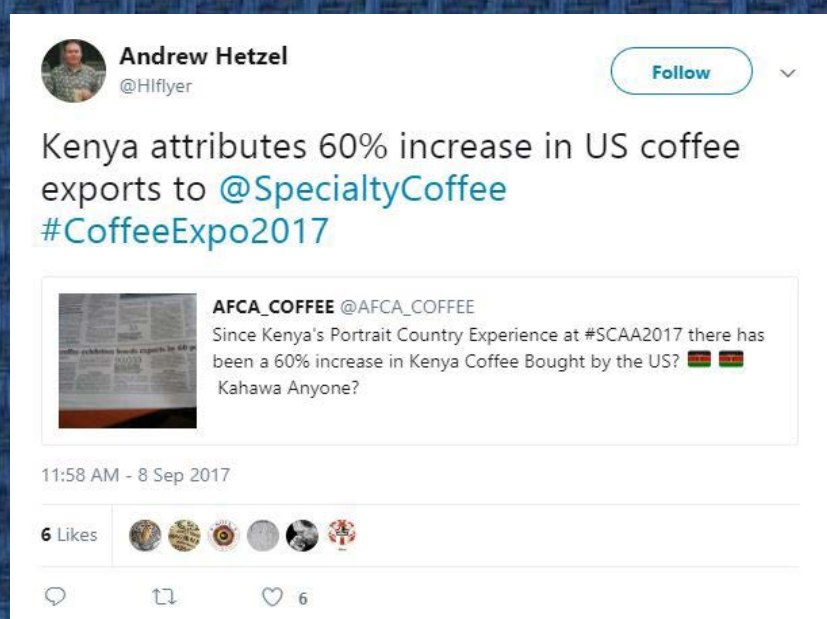 Andrew Hetzel
@HIflyer
Follow
Kenya attributes 60% increase in US coffee
exports to @SpecialtyCoffee
#CoffeeExpo2017
AFCA_COFFEE @AFCA_COFFEE
Since Kenya's Portrait Country Experience at #SCAA2017 there has
been a 60% increase in Kenya Coffee Bought by the US?
Kahawa Anyone?
11:58 AM - 8 Sep 2017
6 Likes
6